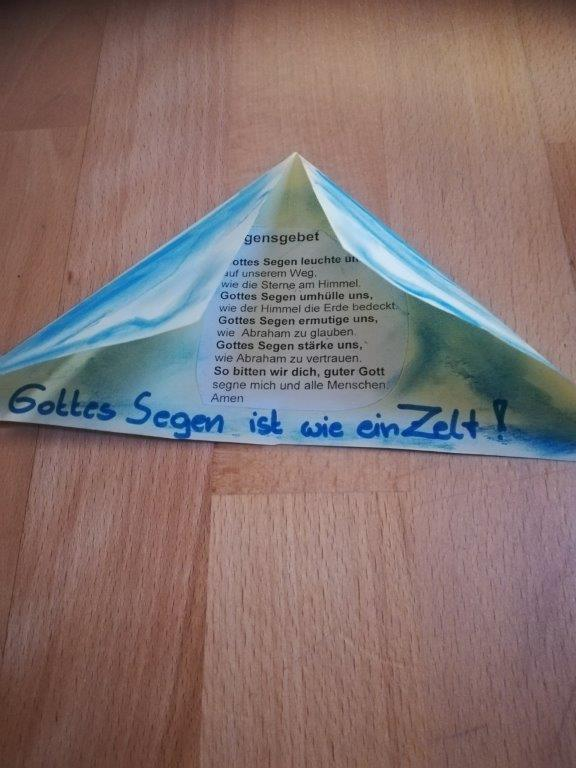 gensgebet
ottes Segen leuchte un
auf unserem Weg,
wie die Sterne am Himmel.
Gottes Segen umhülle uns,
wie der Himmel die Erde bedeckt.
Gottes Segen ermutige uns,
wie Abraham zu glauben.
Gottes Segen stärke uns,
wie Abraham zu vertrauen.
So bitten wir dich, guter Gott
segne mich und alle Menschen.
Amen
Gottes Segen ist wie ein Zelt!